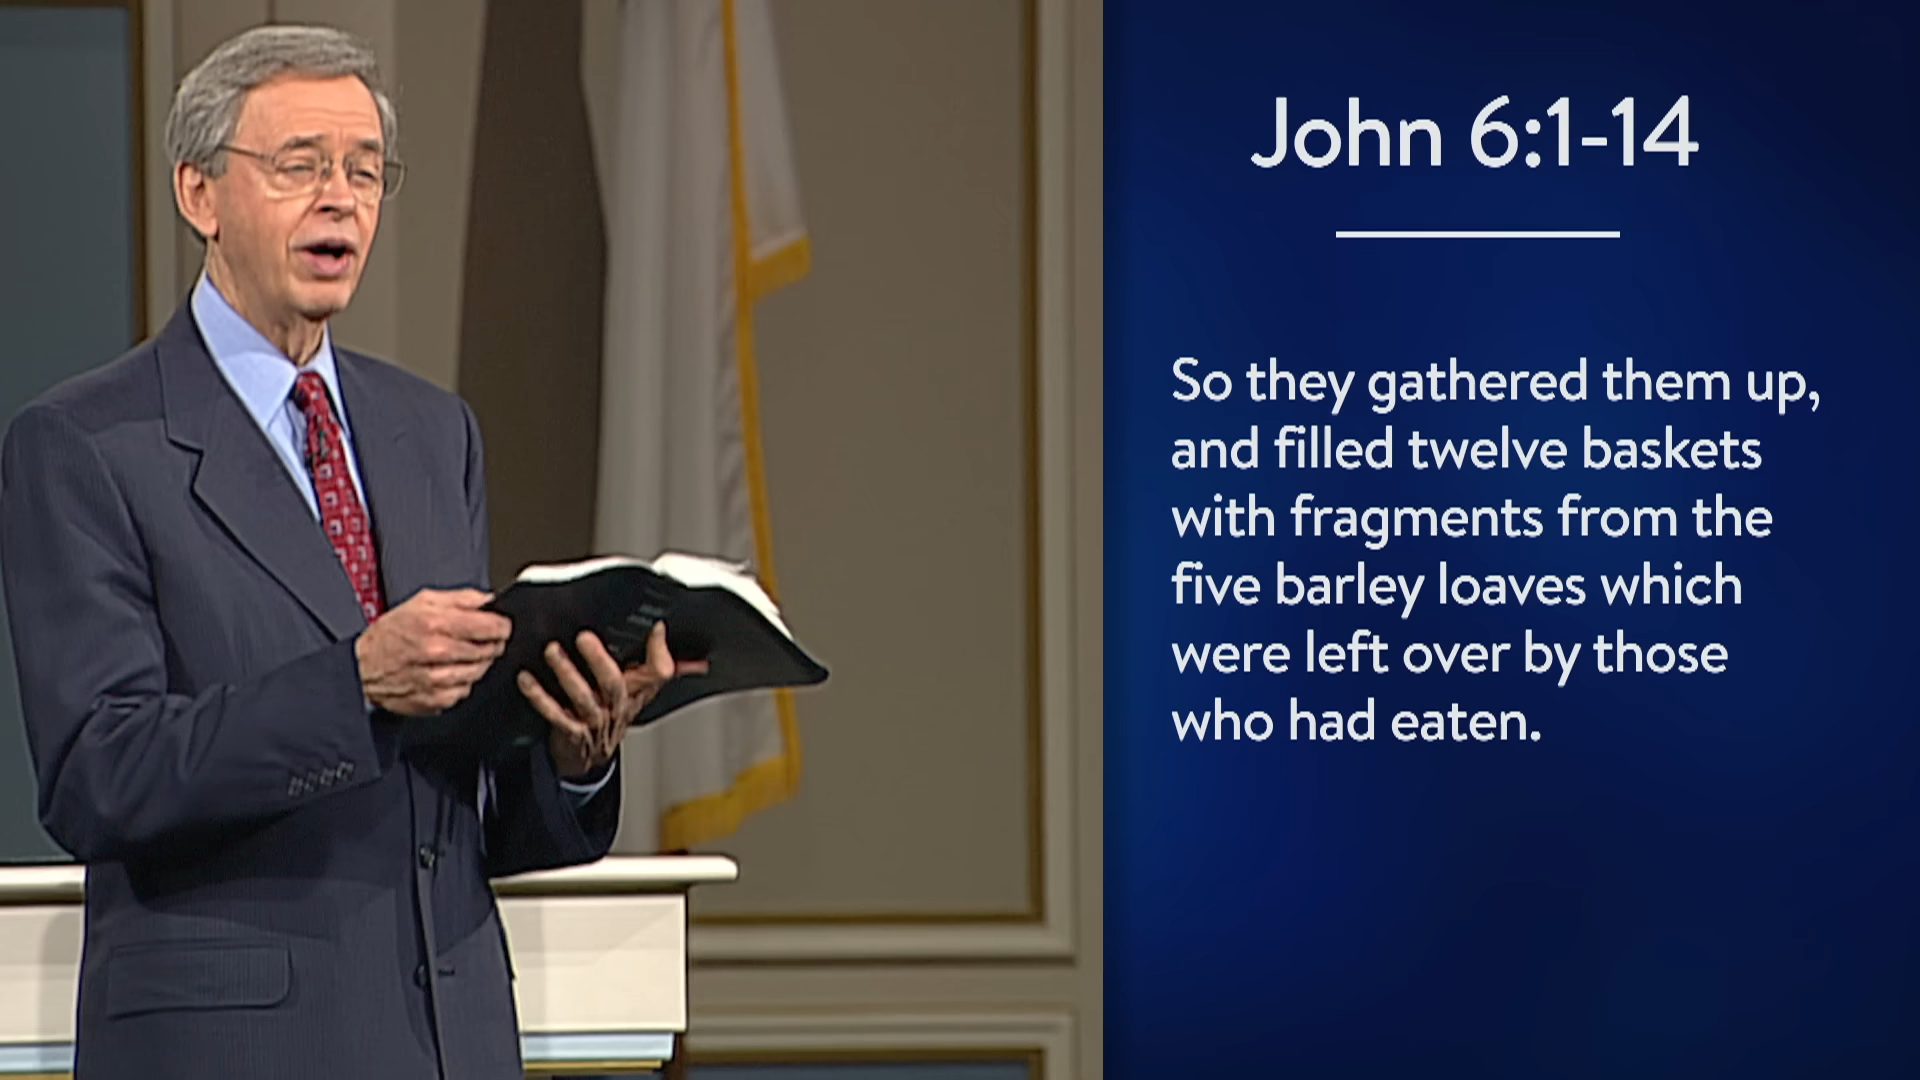 John 6:1-14
So they gathered them up,
and filled twelve baskets
with fragments from the
five barley loaves which
were left over by those
who had eaten.